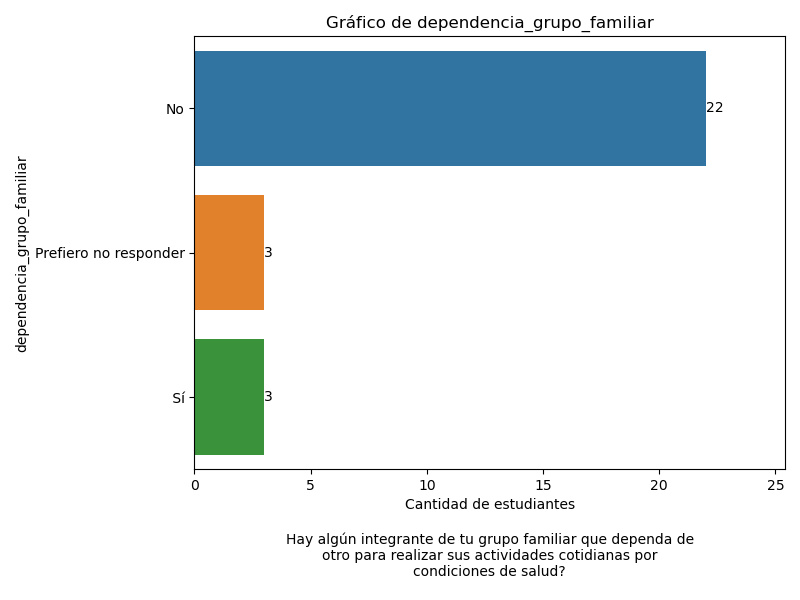 Gráfico de dependencia_grupo_familiar
dependencia_grupo_familiar
No
22
Prefiero no responder
3
Sí
3
0 5 10 15 20 25
Cantidad de estudiantes
Hay algún integrante de tu grupo familiar que dependa de
otro para realizar sus actividades cotidianas por
condiciones de salud?